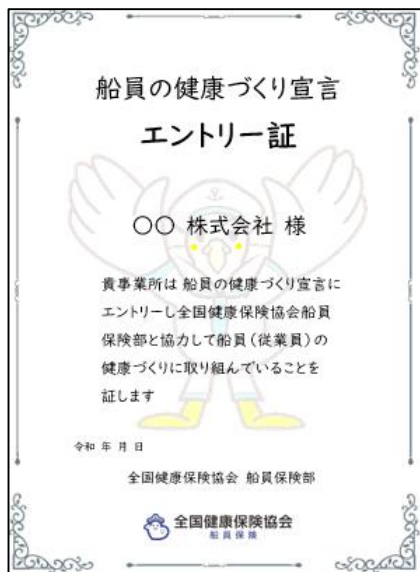 船員の健康づくり宣言
エントリー証
〇〇 株式会社 様
貴事業所は 船員の健康づくり宣言に
エントリーし全国健康保険協会船員
保険部と協力して船員(従業員)の
健康づくりに取り組んでいることを
証します
令和 年 月 日
全国健康保険協会 船員保険部
全国健康保険協会
船員保険